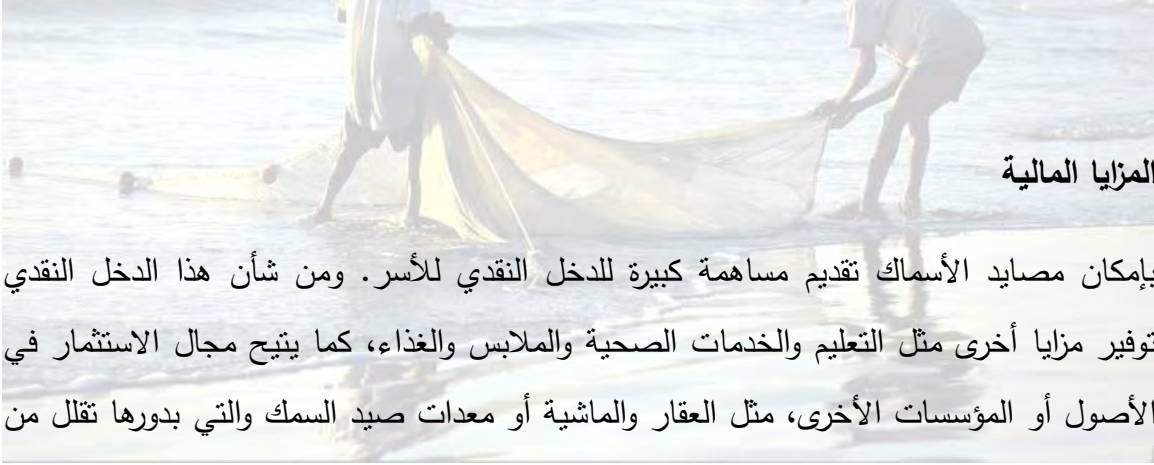 المزايا المالية
بإمكان مصايد الأسماك تقديم مساهمة كبيرة للدخل النقدي للأسر. ومن شأن هذا الدخل النقدي
توفير مزايا أخرى مثل التعليم والخدمات الصحية والملابس والغذاء، كما يتيح مجال الاستثمار في
الأصول أو المؤسسات الأخرى، مثل العقار والماشية أو معدات صيد السمك والتي بدورها تقلل من